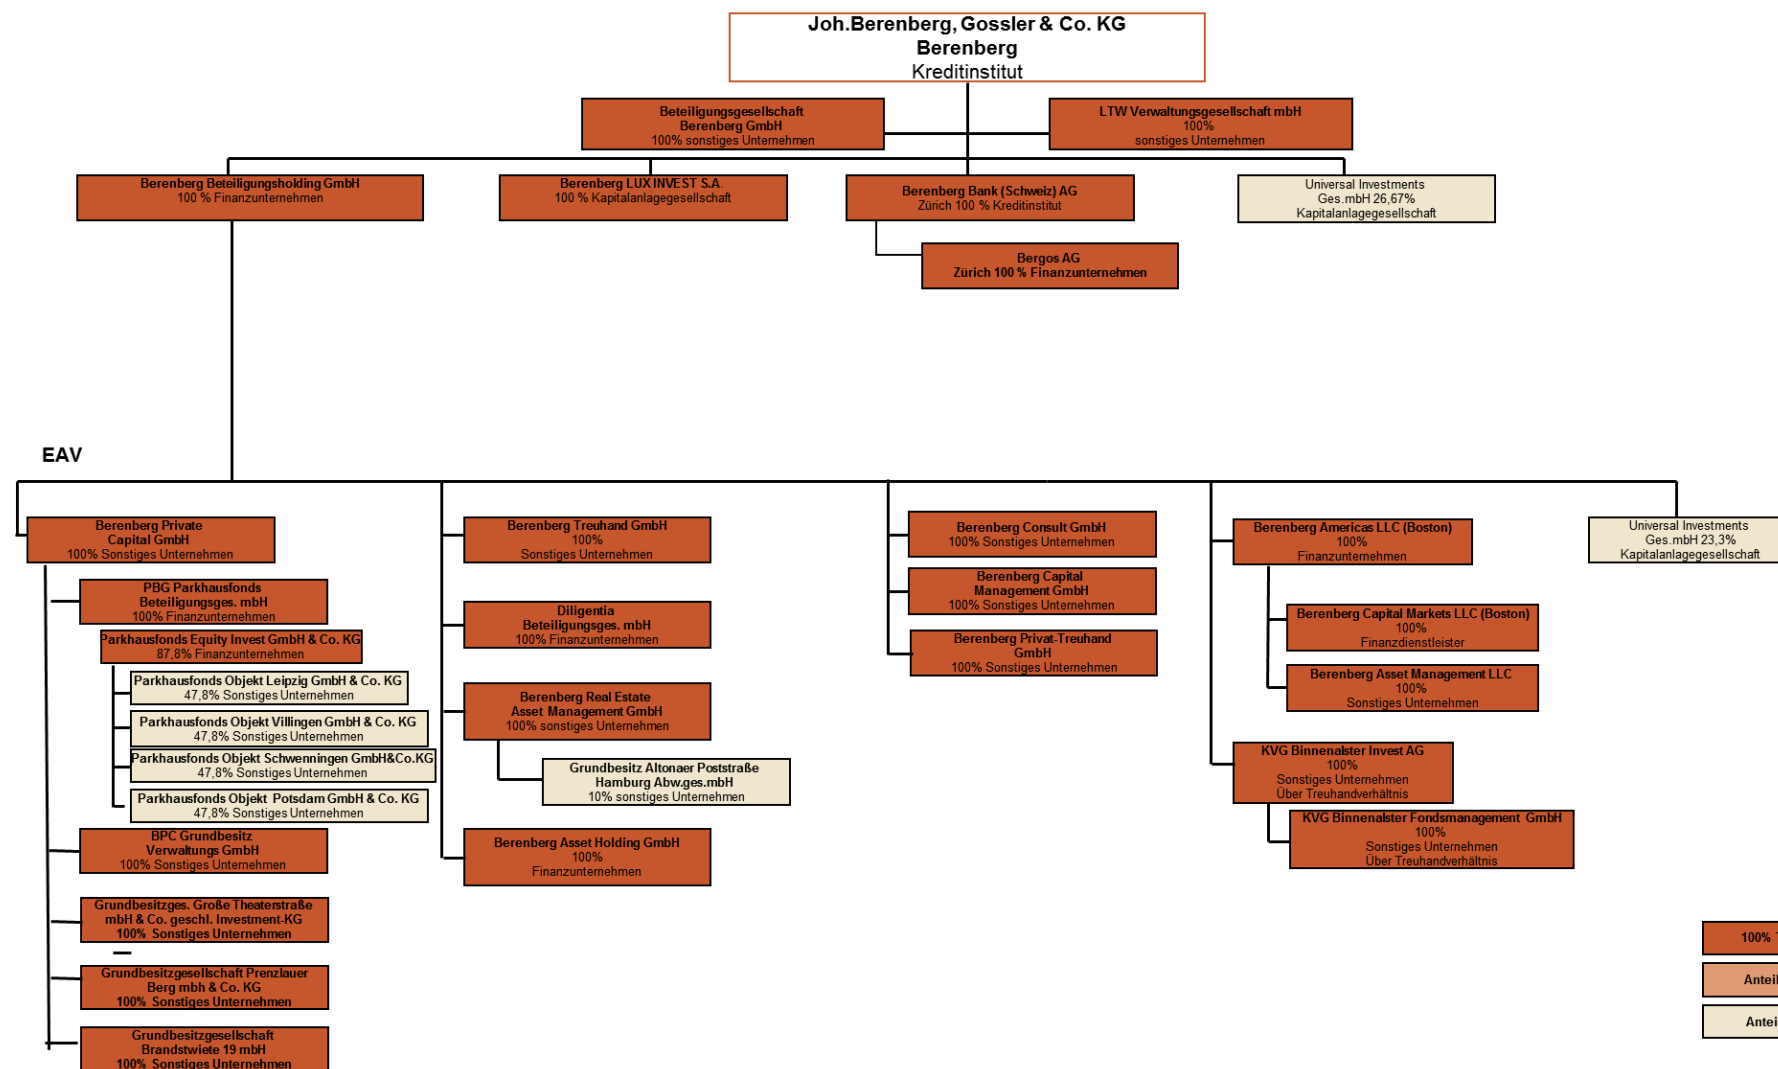 Joh.Berenberg, Gossler & Co. KG
Berenberg
Kreditinstitut
Beteiligungsgesellschaft
Berenberg GmbH
100% sonstiges Unternehmen
LTW Verwaltungsgesellschaft mbH
100%
sonstiges Unternehmen
Berenberg Beteiligungsholding GmbH
100 % Finanzunternehmen
Berenberg LUX INVEST S.A.
100 % Kapitalanlagegesellschaft
Berenberg Bank (Schweiz) AG
Zürich 100 % Kreditinstitut
Universal Investments
Ges.mbH 26,67%
Kapitalanlagegesellschaft
Bergos AG
Zürich 100 % Finanzunternehmen
EAV
Berenberg Private
Capital GmbH
100% Sonstiges Unternehmen
PBG Parkhausfonds
Beteiligungsges. mbH
100% Finanzunternehmen
Parkhausfonds Equity Invest GmbH & Co. KG
87,8% Finanzunternehmen
Parkhausfonds Objekt Leipzig GmbH & Co. KG
47,8% Sonstiges Unternehmen
Parkhausfonds Objekt Villingen GmbH & Co. KG
47,8% Sonstiges Unternehmen
Parkhausfonds Objekt Schwenningen GmbH&Co.KG
47,8% Sonstiges Unternehmen
Parkhausfonds Objekt Potsdam GmbH & Co. KG
47,8% Sonstiges Unternehmen
BPC Grundbesitz
Verwaltungs GmbH
100% Sonstiges Unternehmen
Grundbesitzges. Große Theaterstraße
mbH & Co. geschl. Investment-KG
100% Sonstiges Unternehmen
Grundbesitzgesellschaft Prenzlauer
Berg mbh & Co. KG
100% Sonstiges Unternehmen
Grundbesitzgesellschaft
Brandstwiete 19 mbH
100% Sonstiges Unternehmen
Berenberg Treuhand GmbH
100%
Sonstiges Unternehmen
Diligentia
Beteiligungsges. mbH
100% Finanzunternehmen
Berenberg Real Estate
Asset Management GmbH
100% sonstiges Unternehmen
Grundbesitz Altonaer Poststraße
Hamburg Abw.ges.mbH
10% sonstiges Unternehmen
Berenberg Asset Holding GmbH
100%
Finanzunternehmen
Berenberg Consult GmbH
100% Sonstiges Unternehmen
Berenberg Capital
Management GmbH
100% Sonstiges Unternehmen
Berenberg Privat-Treuhand
GmbH
100% Sonstiges Unternehmen
Berenberg Americas LLC (Boston)
100%
Finanzunternehmen
Berenberg Capital Markets LLC (Boston)
100%
Finanzdienstleister
Berenberg Asset Management LLC
100%
Sonstiges Unternehmen
KVG Binnenalster Invest AG
100%
Sonstiges Unternehmen
Über Treuhandverhältnis
KVG Binnenalster Fondsmanagement GmbH
100%
Sonstiges Unternehmen
Über Treuhandverhältnis
Universal Investments
Ges.mbH 23,3%
Kapitalanlagegesellschaft
100%